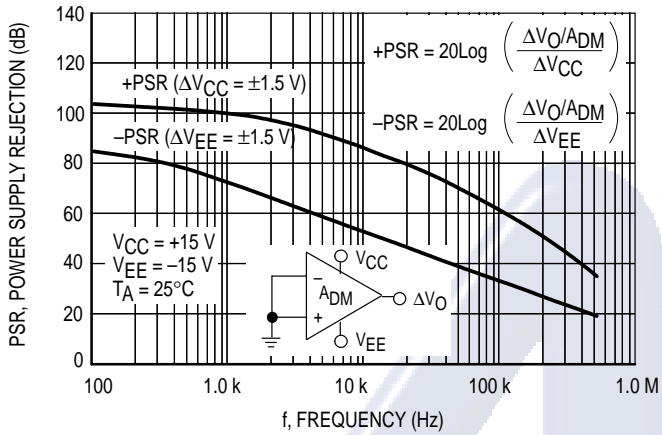 PSR, POWER SUPPLY REJECTION (dB)
140
120
100
80
60
40
20
0
+PSR (ΔVCC = ±1.5 V)
–PSR (ΔVEE = ±1.5 V)
+PSR = 20Log (ΔVO/ADM / ΔVCC)
–PSR = 20Log (ΔVO/ADM / ΔVEE)
VCC = +15 V
VEE = –15 V
TA = 25°C
VCC
–
ADM
+
ΔVO
VEE
100
1.0 k
10 k
100 k
1.0 M
f, FREQUENCY (Hz)